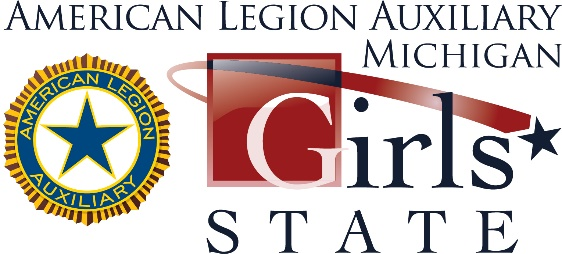 AMERICAN LEGION AUXILIARY
MICHIGAN
AMERICAN LEGION
AUXILIARY
Girls
STATE